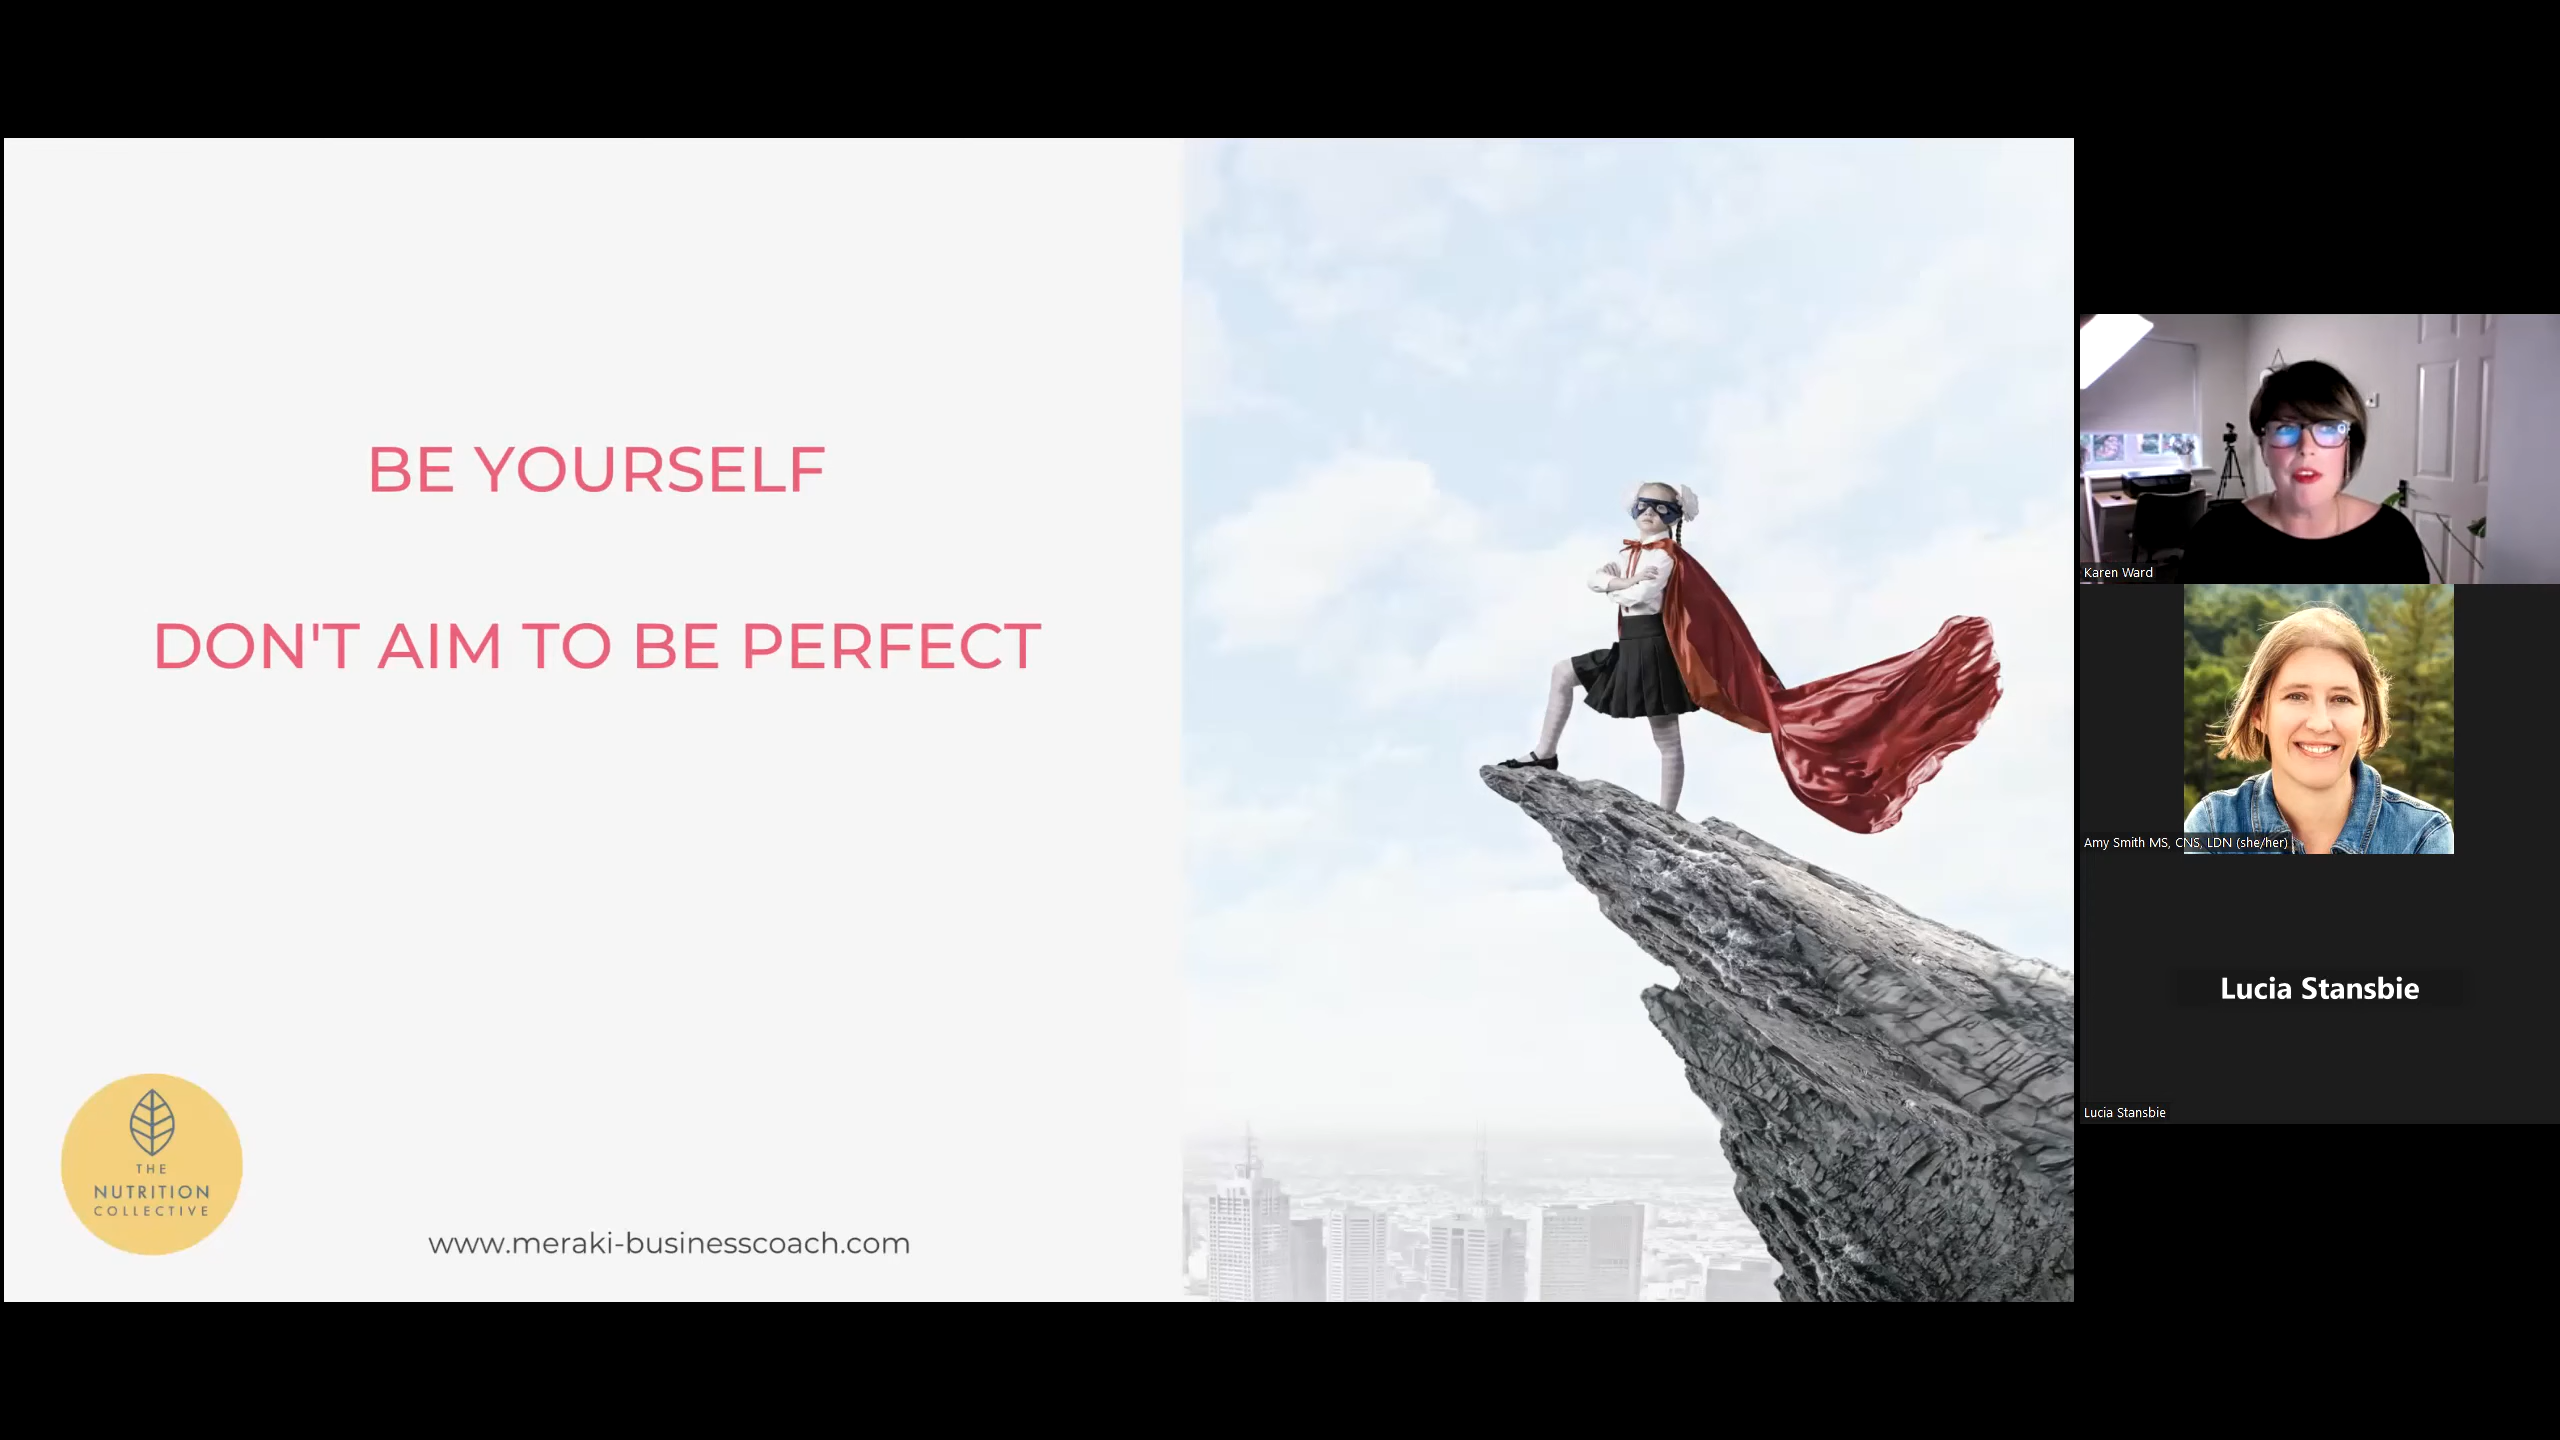 BE YOURSELF
DON'T AIM TO BE PERFECT
THE
NUTRITION
COLLECTIVE
www.meraki-businesscoach.com
Karen Ward
Amy Smith MS, CNS, LDN (she/her)
Lucia Stansbie
Lucia Stansbie